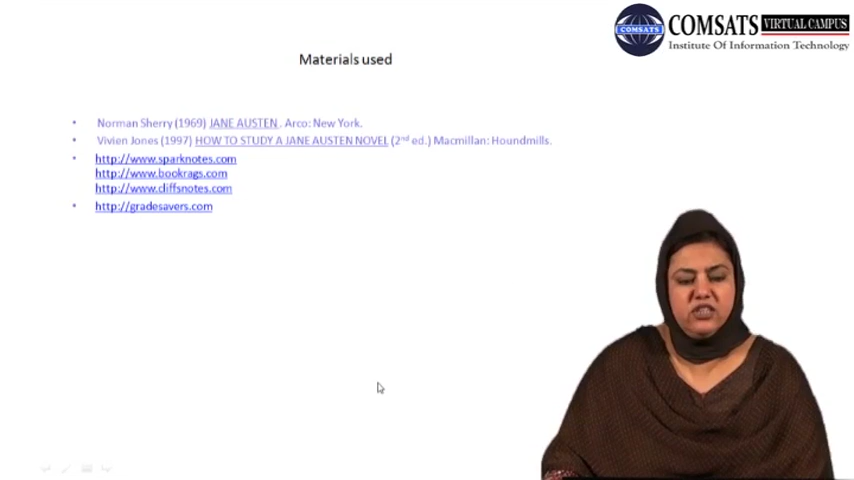 COMSATS VIRTUAL CAMPUS
COMSATS
Institute Of Information Technology
Materials used
• Norman Sherry (1969) JANE AUSTEN . Arco: New York.
• Vivien Jones (1997) HOW TO STUDY A JANE AUSTEN NOVEL (2nd ed.) Macmillan: Houndmills.
• http://www.sparknotes.com
http://www.bookrags.com
http://www.cliffsnotes.com
• http://gradesavers.com